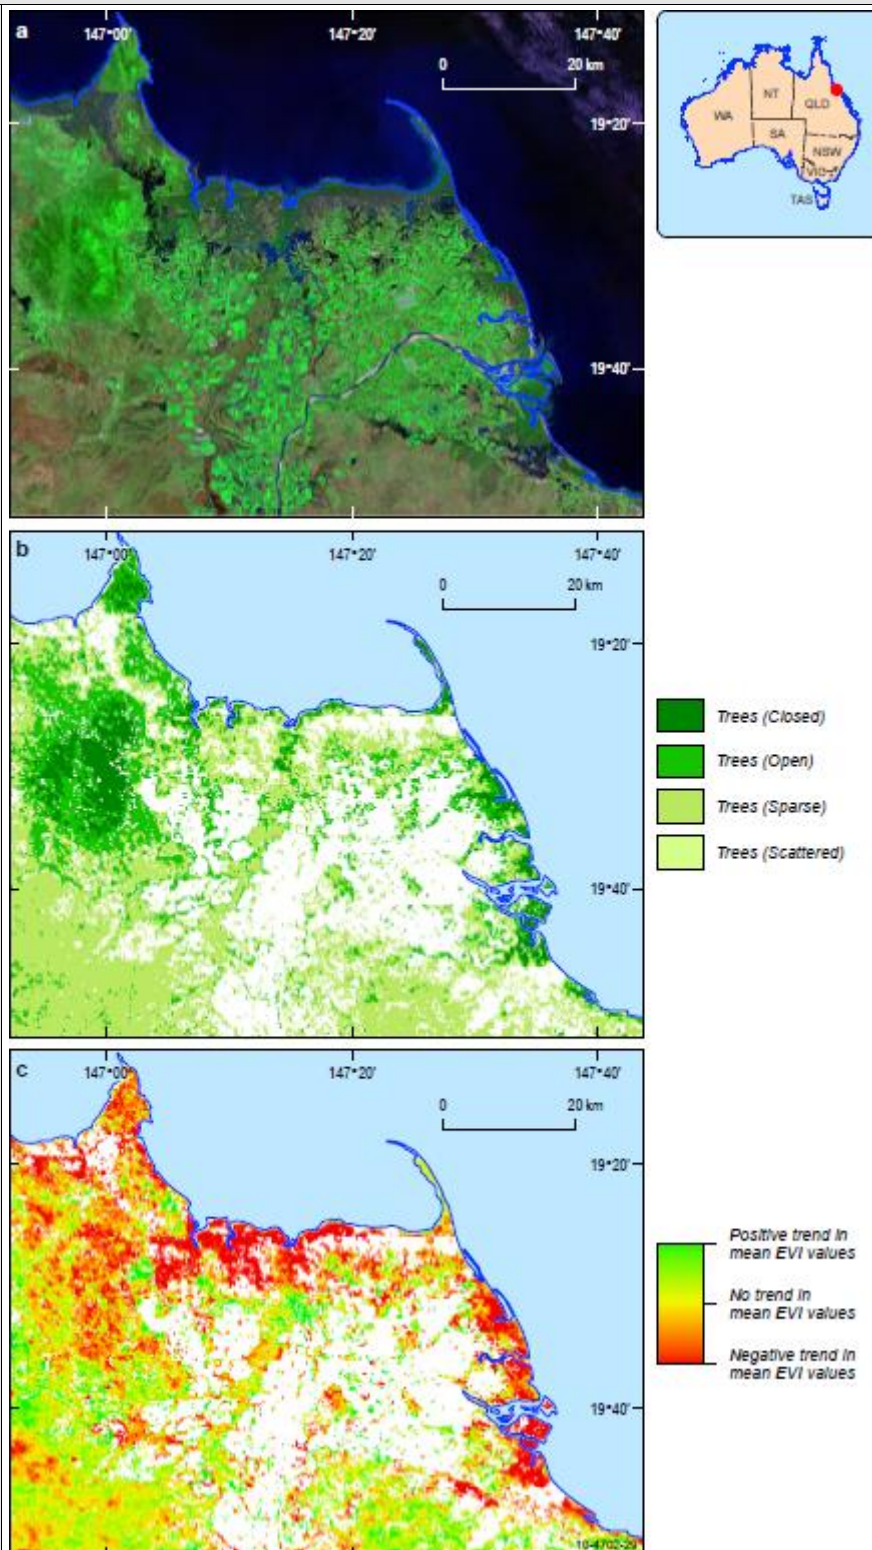 a
147°00'
147°20'
147°40'
0
20 km
19°20'
19°40'
WA
NT
QLD
SA
NSW
VIC
TAS
b
147°00'
147°20'
147°40'
0
20 km
19°20'
19°40'
Trees (Closed)
Trees (Open)
Trees (Sparse)
Trees (Scattered)
c
147°00'
147°20'
147°40'
0
20 km
19°20'
19°40'
Positive trend in
mean EVI values
No trend in
mean EVI values
Negative trend in
mean EVI values
10-4702-29